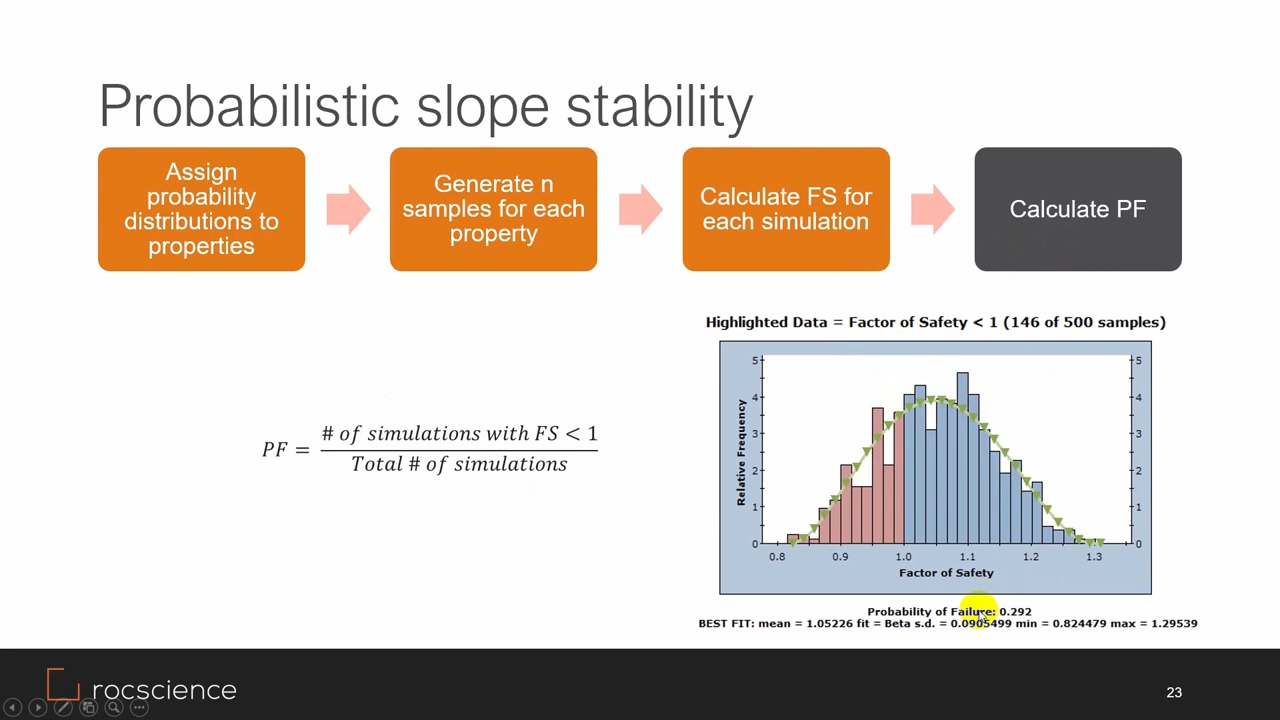 Probabilistic slope stability
Assign
probability
distributions to
properties
Generate n
samples for each
property
Calculate FS for
each simulation
Calculate PF
PF = # of simulations with FS < 1
Total # of simulations
Highlighted Data = Factor of Safety < 1 (146 of 500 samples)
Relative Frequency
5
4
3
2
1
0
5
4
3
2
1
0
0.8 0.9 1.0 1.1 1.2 1.3
Factor of Safety
Probability of Failure: 0.292
BEST FIT: mean = 1.05226 fit = Beta s.d. = 0.0905499 min = 0.824479 max = 1.29539
rocscience
23